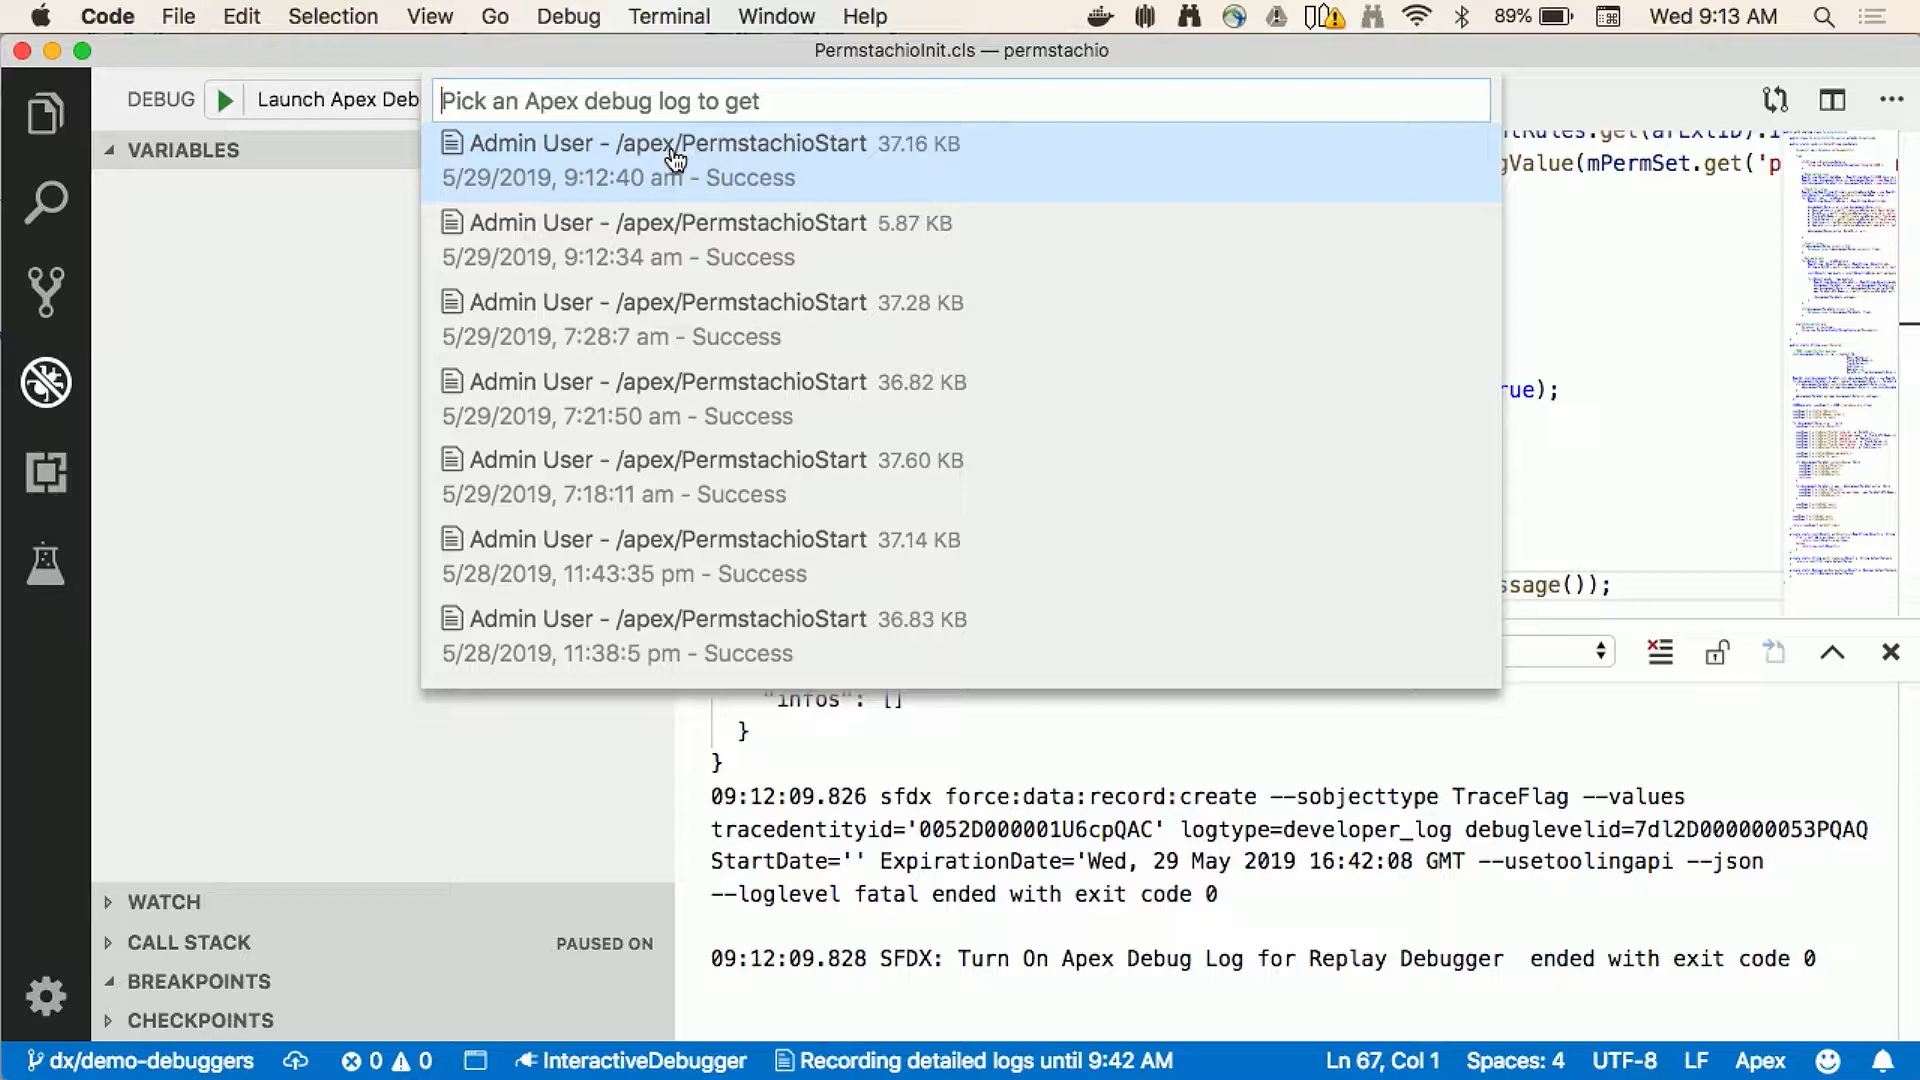 Code File Edit Selection View Go Debug Terminal Window Help 89% Wed 9:13 AM
PermstachioInit.cls — permstachio
DEBUG Launch Apex Deb
Pick an Apex debug log to get
VARIABLES
Admin User - /apex/PermstachioStart 37.16 KB
5/29/2019, 9:12:40 am - Success
Admin User - /apex/PermstachioStart 5.87 KB
5/29/2019, 9:12:34 am - Success
Admin User - /apex/PermstachioStart 37.28 KB
5/29/2019, 7:28:7 am - Success
Admin User - /apex/PermstachioStart 36.82 KB
5/29/2019, 7:21:50 am - Success
Admin User - /apex/PermstachioStart 37.60 KB
5/29/2019, 7:18:11 am - Success
Admin User - /apex/PermstachioStart 37.14 KB
5/28/2019, 11:43:35 pm - Success
Admin User - /apex/PermstachioStart 36.83 KB
5/28/2019, 11:38:5 pm - Success
gValue(mPermSet.get('p
rue);
ssage());
"infos": []
}
}
09:12:09.826 sfdx force:data:record:create --sobjecttype TraceFlag --values
tracedentityid='0052D000001U6cpQAC' logtype=developer_log debuglevelid=7dl2D000000053PQAQ
StartDate='' ExpirationDate='Wed, 29 May 2019 16:42:08 GMT --usetoolingapi --json
--loglevel fatal ended with exit code 0
09:12:09.828 SFDX: Turn On Apex Debug Log for Replay Debugger ended with exit code 0
WATCH
CALL STACK PAUSED ON
BREAKPOINTS
CHECKPOINTS
dx/demo-debuggers 0 0 InteractiveDebugger Recording detailed logs until 9:42 AM Ln 67, Col 1 Spaces: 4 UTF-8 LF Apex